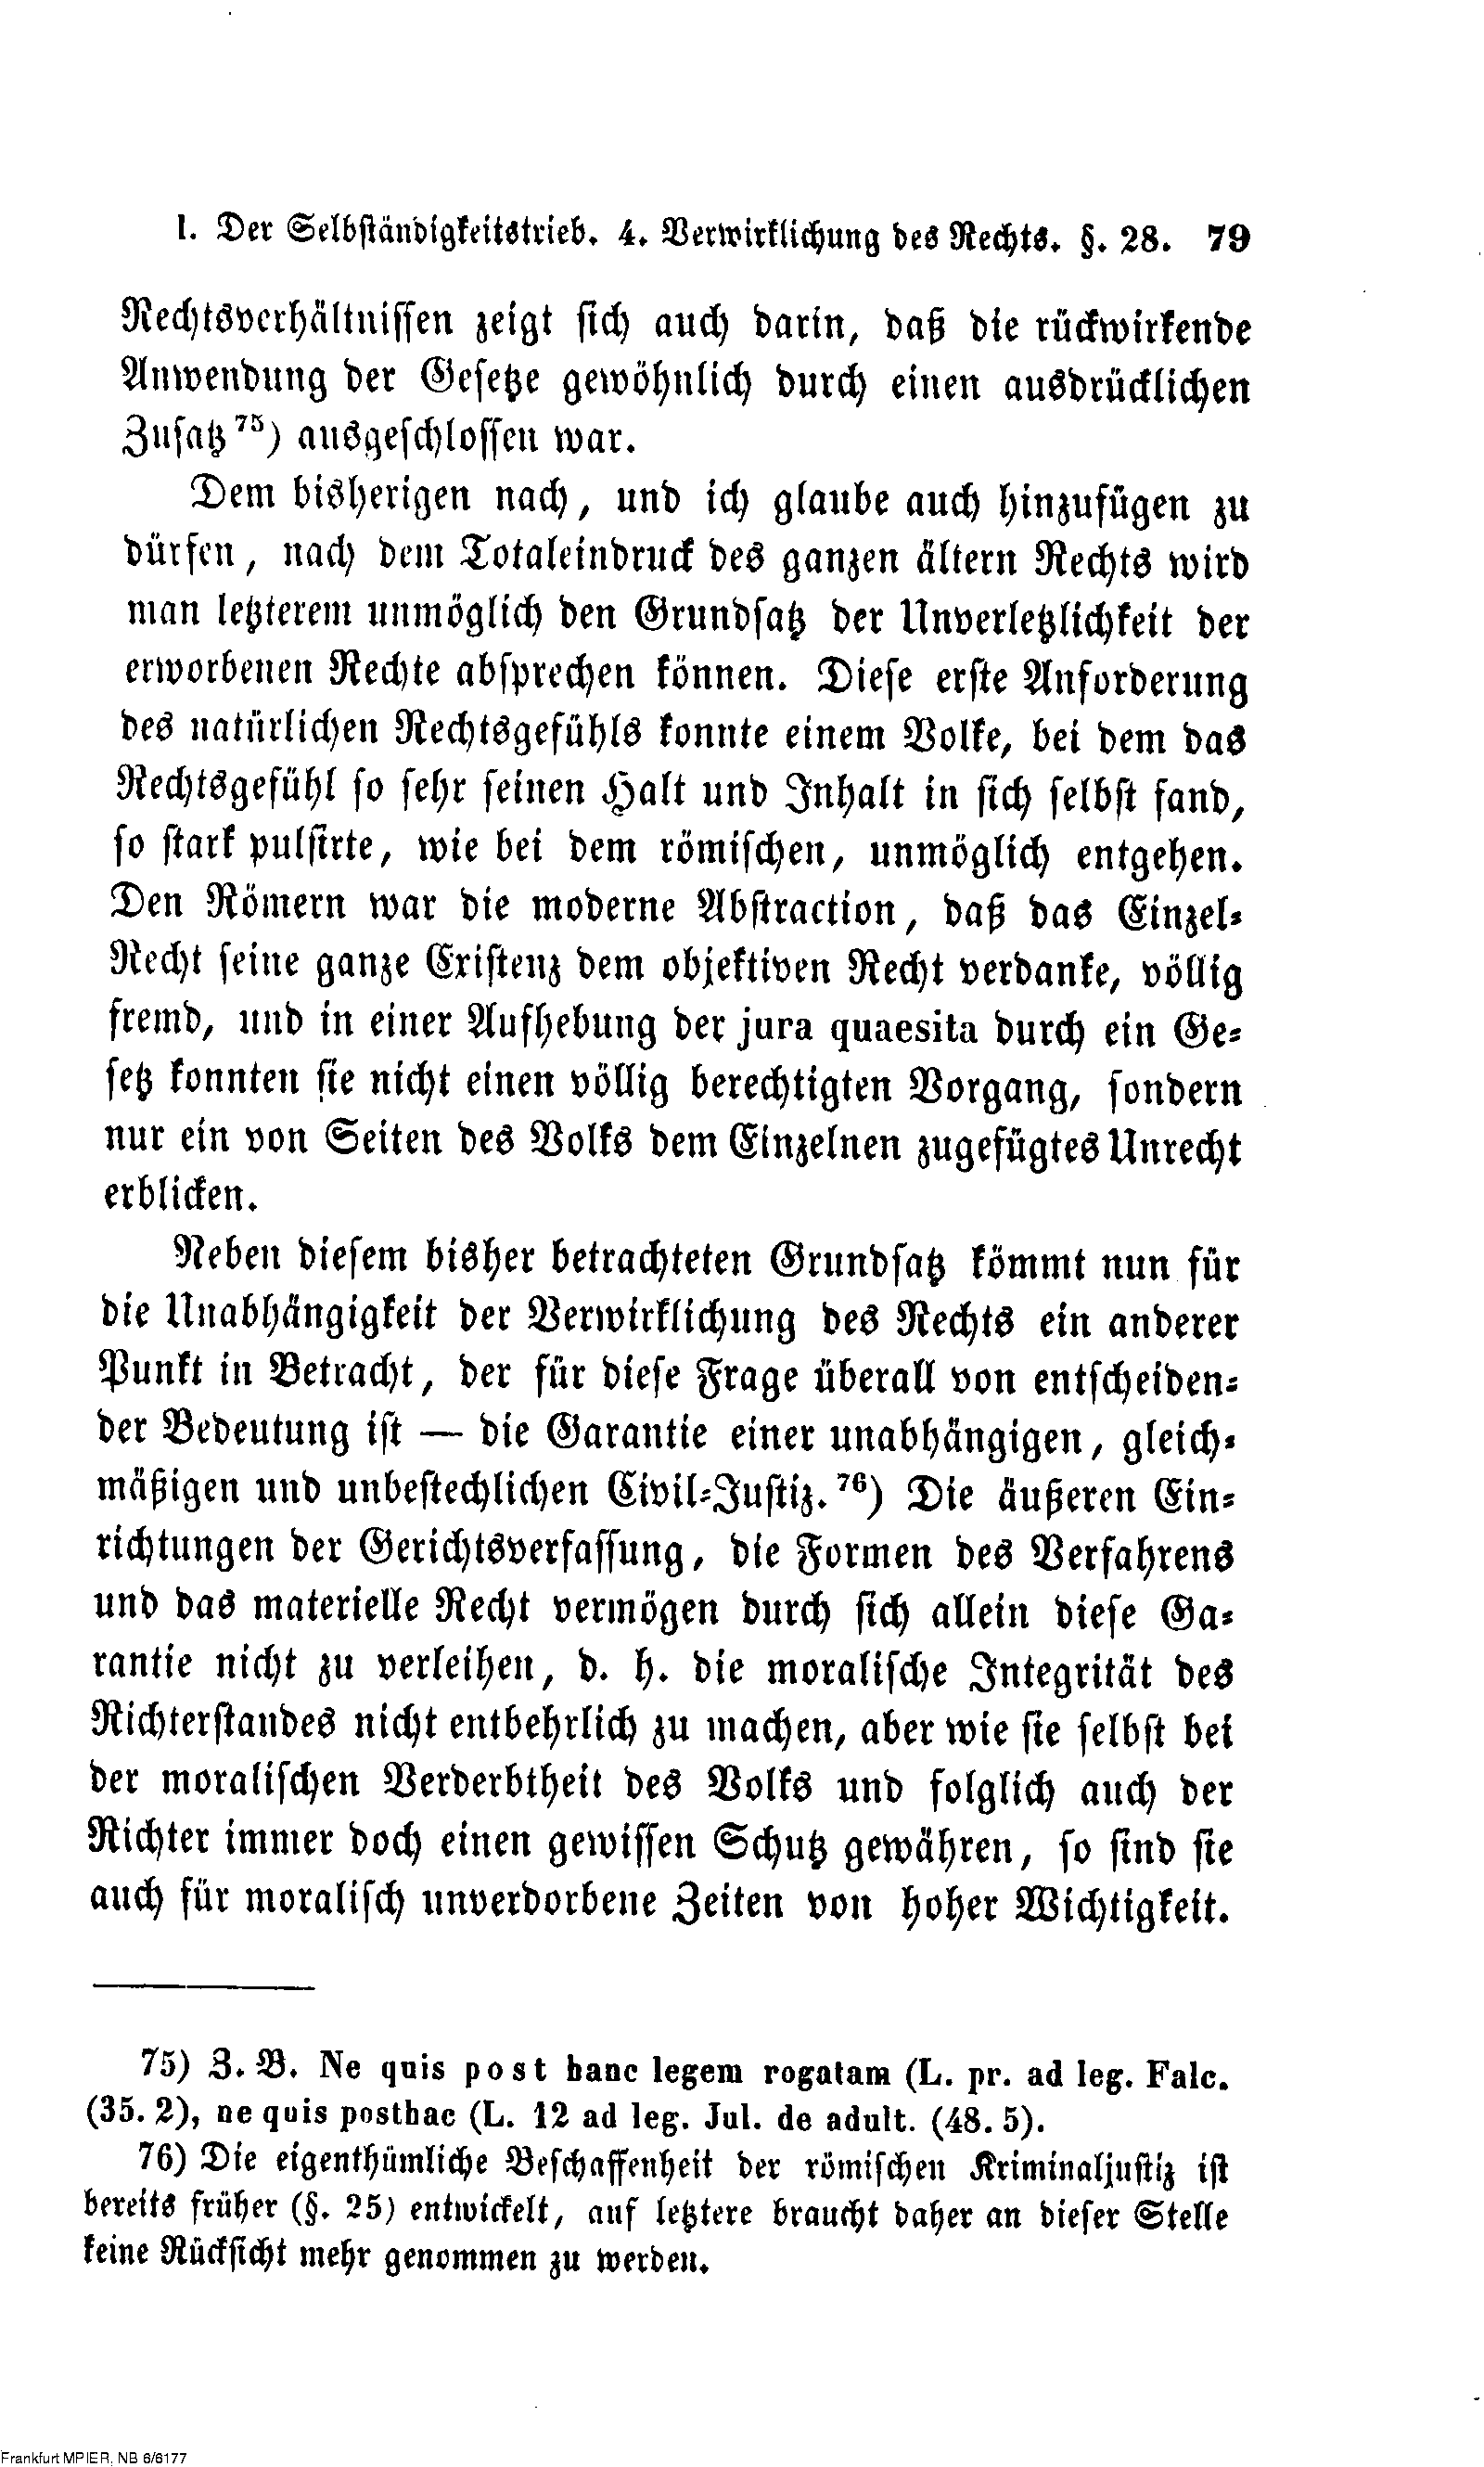 I. Der Selbständigkeitstrieb. 4. Verwirklichung des Rechts. §. 28. 79
Rechtsverhältnissen zeigt sich auch darin, daß die rückwirkende
Anwendung der Gesetze gewöhnlich durch einen ausdrücklichen
Zusatz 75) ausgeschlossen war.
Dem bisherigen nach, und ich glaube auch hinzufügen zu
dürfen, nach dem Totaleindruck des ganzen ältern Rechts wird
man letzterem unmöglich den Grundsatz der Unverletzlichkeit der
erworbenen Rechte absprechen können. Diese erste Anforderung
des natürlichen Rechtsgefühls konnte einem Volke, bei dem das
Rechtsgefühl so sehr seinen Halt und Inhalt in sich selbst fand,
so stark pulsirte, wie bei dem römischen, unmöglich entgehen.
Den Römern war die moderne Abstraction, daß das Einzel-
Recht seine ganze Existenz dem objektiven Recht verdanke, völlig
fremd, und in einer Aufhebung der jura quaesita durch ein Ge-
setz konnten sie nicht einen völlig berechtigten Vorgang, sondern
nur ein von Seiten des Volks dem Einzelnen zugefügtes Unrecht
erblicken.
Neben diesem bisher betrachteten Grundsatz kömmt nun für
die Unabhängigkeit der Verwirklichung des Rechts ein anderer
Punkt in Betracht, der für diese Frage überall von entscheiden-
der Bedeutung ist — die Garantie einer unabhängigen, gleich-
mäßigen und unbestechlichen Civil-Justiz. 76) Die äußeren Ein-
richtungen der Gerichtsverfassung, die Formen des Verfahrens
und das materielle Recht vermögen durch sich allein diese Ga-
rantie nicht zu verleihen, d. h. die moralische Integrität des
Richterstandes nicht entbehrlich zu machen, aber wie sie selbst bei
der moralischen Verderbtheit des Volks und folglich auch der
Richter immer doch einen gewissen Schutz gewähren, so sind sie
auch für moralisch unverdorbene Zeiten von hoher Wichtigkeit.
75) Z. B. Ne quis post hanc legem rogatam (L. pr. ad leg. Falc.
(35. 2), ne quis posthac (L. 12 ad leg. Jul. de adult. (48. 5).
76) Die eigenthümliche Beschaffenheit der römischen Kriminaljustiz ist
bereits früher (§. 25) entwickelt, auf letztere braucht daher an dieser Stelle
keine Rücksicht mehr genommen zu werden.
Frankfurt MPIER, NB 6/6177